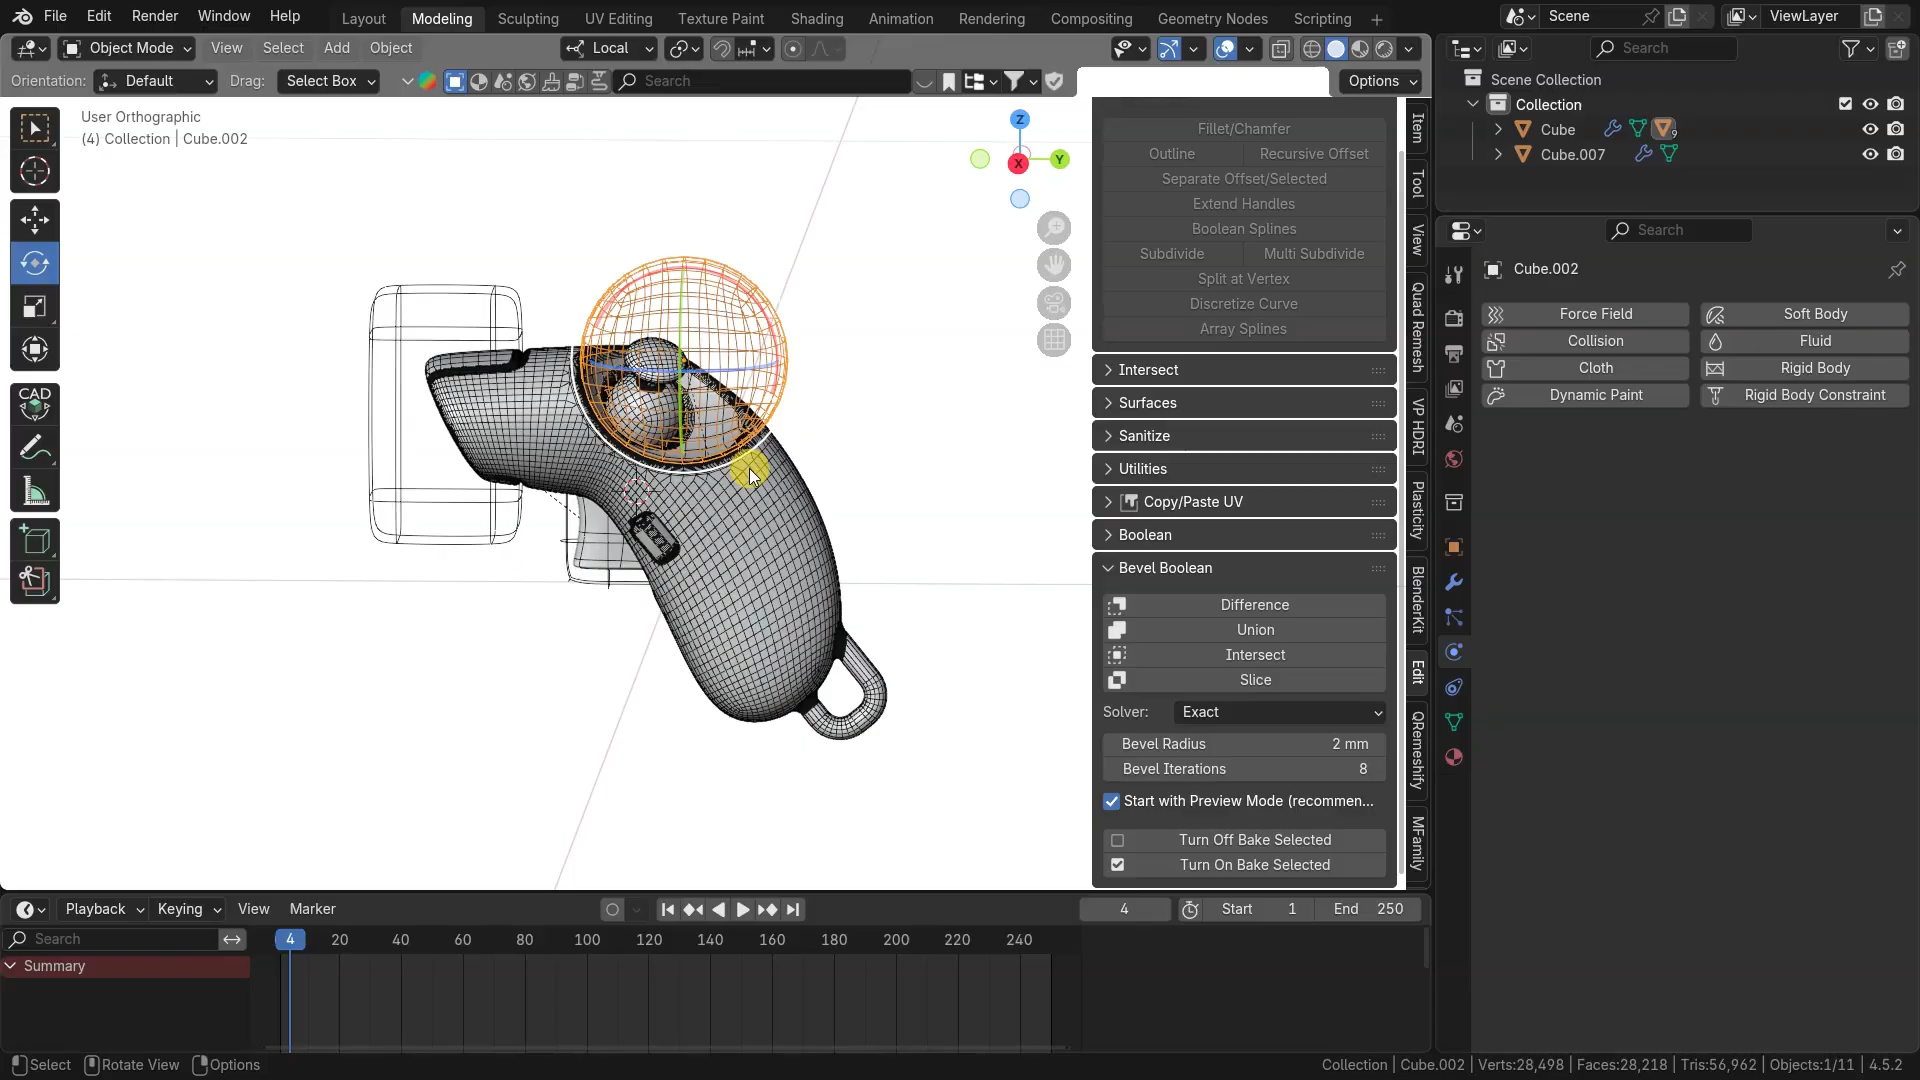 File Edit Render Window Help Layout Modeling Sculpting UV Editing Texture Paint Shading Animation Rendering Compositing Geometry Nodes Scripting + Scene ViewLayer
Object Mode View Select Add Object Local Search
Orientation: Default Drag: Select Box Search Options
User Orthographic
(4) Collection | Cube.002
Z
X
Y
CAD
Fillet/Chamfer
Outline Recursive Offset
Separate Offset/Selected
Extend Handles
Boolean Splines
Subdivide Multi Subdivide
Split at Vertex
Discretize Curve
Array Splines
Intersect
Surfaces
Sanitize
Utilities
Copy/Paste UV
Boolean
Bevel Boolean
Difference
Union
Intersect
Slice
Solver: Exact
Bevel Radius 2 mm
Bevel Iterations 8
Start with Preview Mode (recommen...
Turn Off Bake Selected
Turn On Bake Selected
Item
Tool
View
Quad Remesh
VP HDRI
Plasticity
BlenderKit
Edit
QRemeshify
MFamily
Scene Collection
Collection
Cube 9
Cube.007
Search
Cube.002
Force Field Soft Body
Collision Fluid
Cloth Rigid Body
Dynamic Paint Rigid Body Constraint
Playback Keying View Marker 4 Start 1 End 250
Search 4 20 40 60 80 100 120 140 160 180 200 220 240
Summary
Select Rotate View Options Collection | Cube.002 | Verts:28,498 | Faces:28,218 | Tris:56,962 | Objects:1/11 | 4.5.2